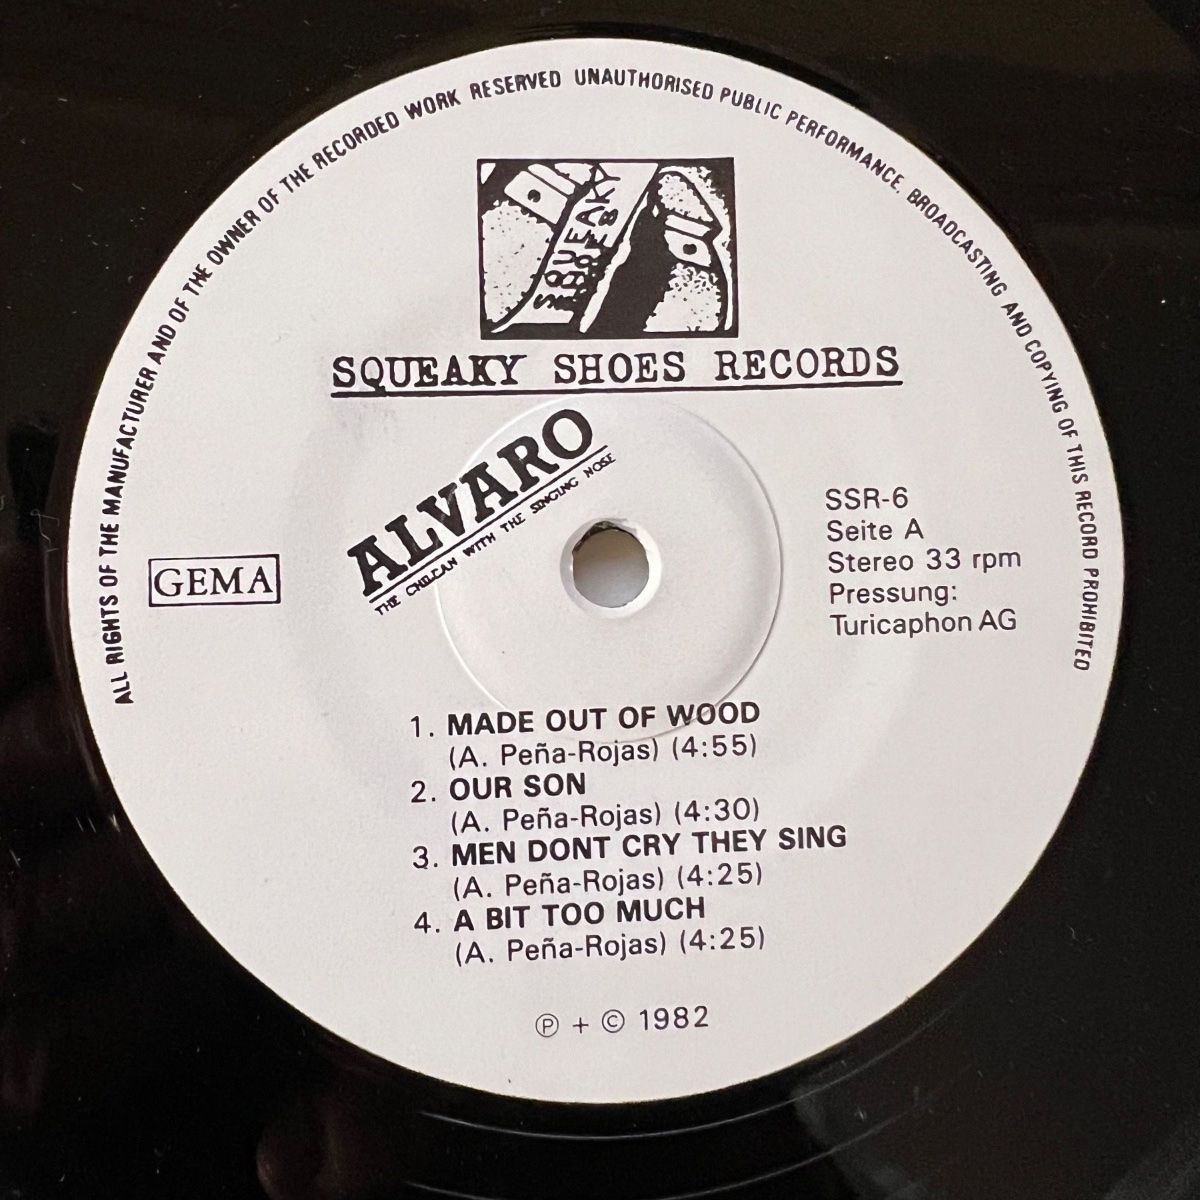 ALL RIGHTS OF THE MANUFACTURER AND OF THE OWNER OF THE RECORDED WORK RESERVED UNAUTHORISED PUBLIC PERFORMANCE, BROADCASTING AND COPYING OF THIS RECORD PROHIBITED
SQUEAKY
SHOES
SQUEAKY SHOES RECORDS
ALVARO
THE CHILEAN WITH THE SINGING NOSE
GEMA
SSR-6
Seite A
Stereo 33 rpm
Pressung:
Turicaphon AG
1. MADE OUT OF WOOD
(A. Peña-Rojas) (4:55)
2. OUR SON
(A. Peña-Rojas) (4:30)
3. MEN DONT CRY THEY SING
(A. Peña-Rojas) (4:25)
4. A BIT TOO MUCH
(A. Peña-Rojas) (4:25)
℗ + © 1982